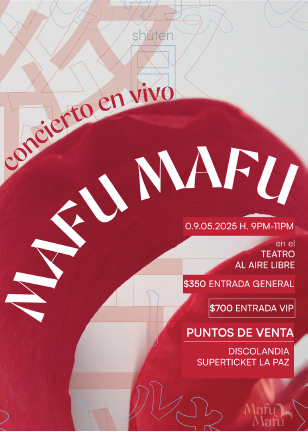 shūten
concierto en vivo
MAFU MAFU
0.9.05.2025 H. 9PM-11PM
en el
TEATRO
AL AIRE LIBRE
$350 ENTRADA GENERAL
$700 ENTRADA VIP
PUNTOS DE VENTA
DISCOLANDIA
SUPERTICKET LA PAZ
Mafu
Mafu